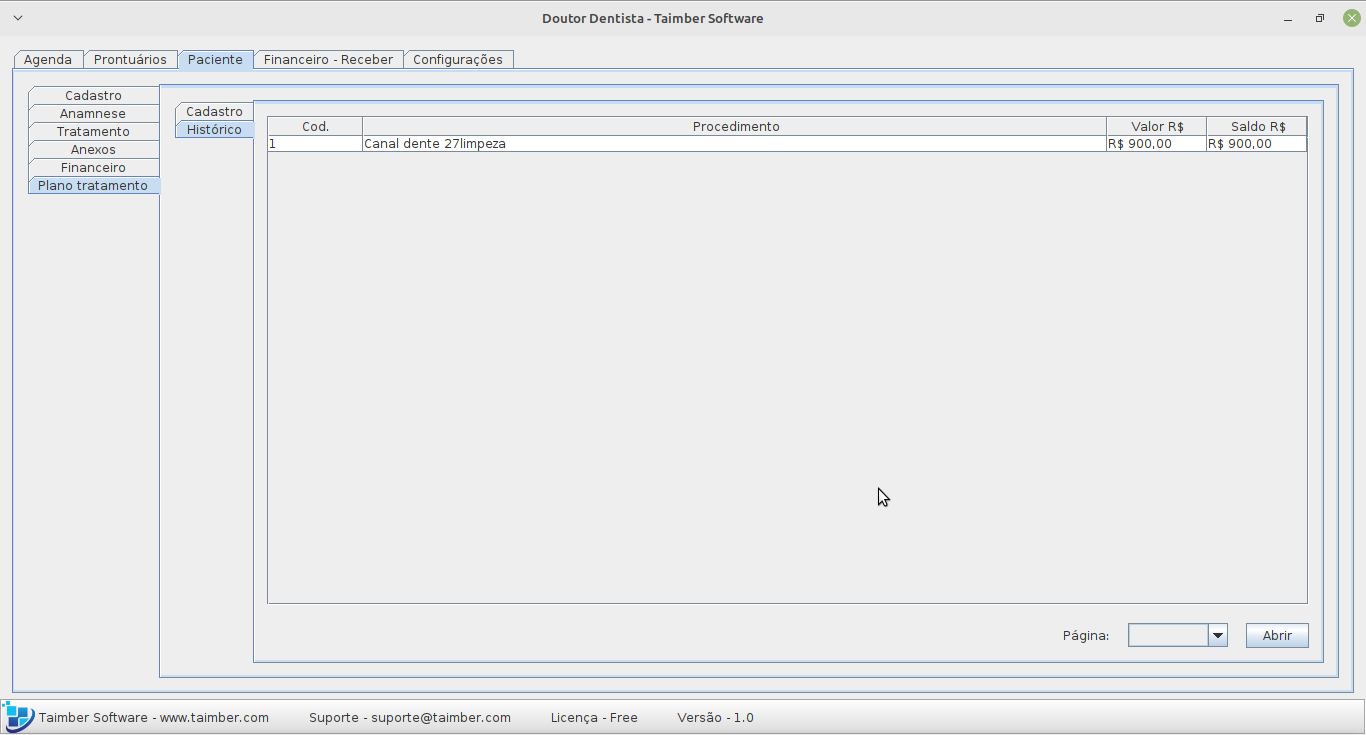 Doutor Dentista - Taimber Software
Agenda Prontuários Paciente Financeiro - Receber Configurações
Cadastro
Anamnese
Tratamento
Anexos
Financeiro
Plano tratamento
Cadastro
Histórico
Cod. Procedimento Valor R$ Saldo R$
1 Canal dente 27limpeza R$ 900,00 R$ 900,00
Página: Abrir
Taimber Software - www.taimber.com Suporte - suporte@taimber.com Licença - Free Versão - 1.0